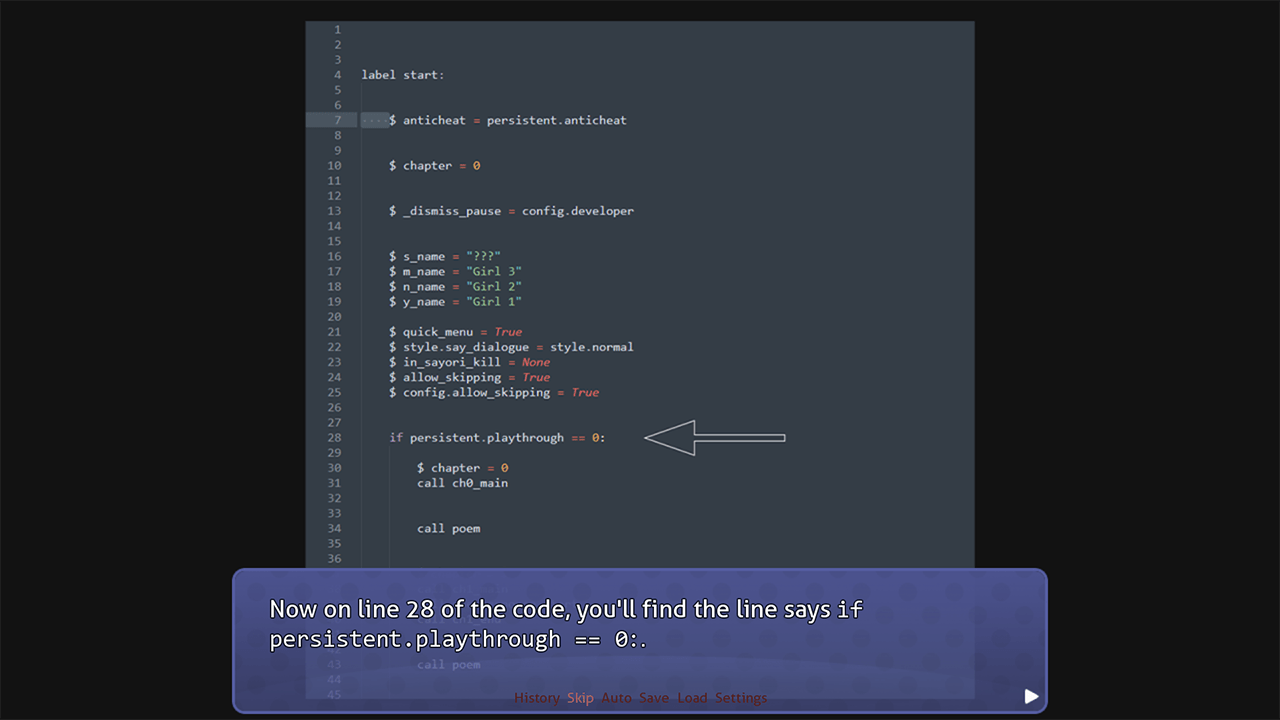 1
2
3
4 label start:
5
6
7 ····$ anticheat = persistent.anticheat
8
9
10 $ chapter = 0
11
12
13 $ _dismiss_pause = config.developer
14
15
16 $ s_name = "???"
17 $ m_name = "Girl 3"
18 $ n_name = "Girl 2"
19 $ y_name = "Girl 1"
20
21 $ quick_menu = True
22 $ style.say_dialogue = style.normal
23 $ in_sayori_kill = None
24 $ allow_skipping = True
25 $ config.allow_skipping = True
26
27
28 if persistent.playthrough == 0:
29
30 $ chapter = 0
31 call ch0_main
32
33
34 call poem
35
36
Now on line 28 of the code, you'll find the line says if
persistent.playthrough == 0:.
43 call poem
44
45
History Skip Auto Save Load Settings